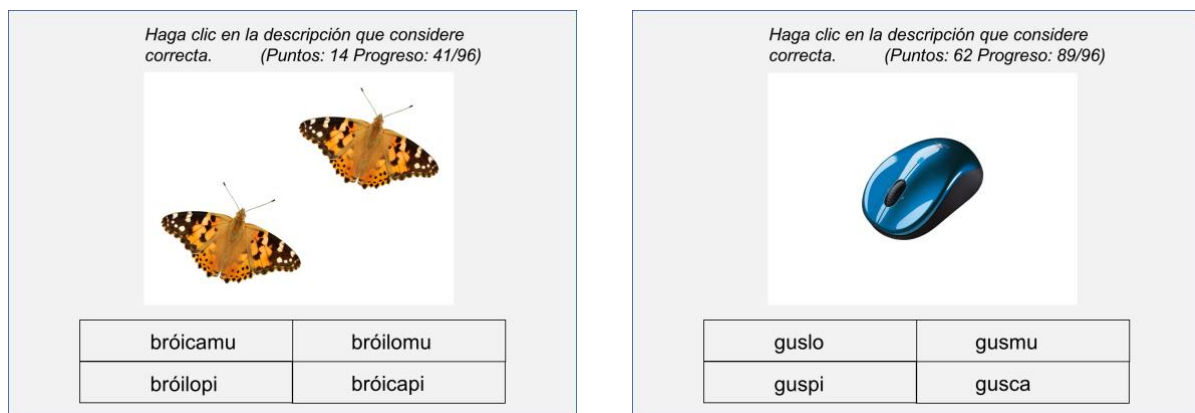 Haga clic en la descripción que considere
correcta. (Puntos: 14 Progreso: 41/96)
bróicamu bróilomu
bróilopi bróicapi
Haga clic en la descripción que considere
correcta. (Puntos: 62 Progreso: 89/96)
guslo gusmu
guspi gusca